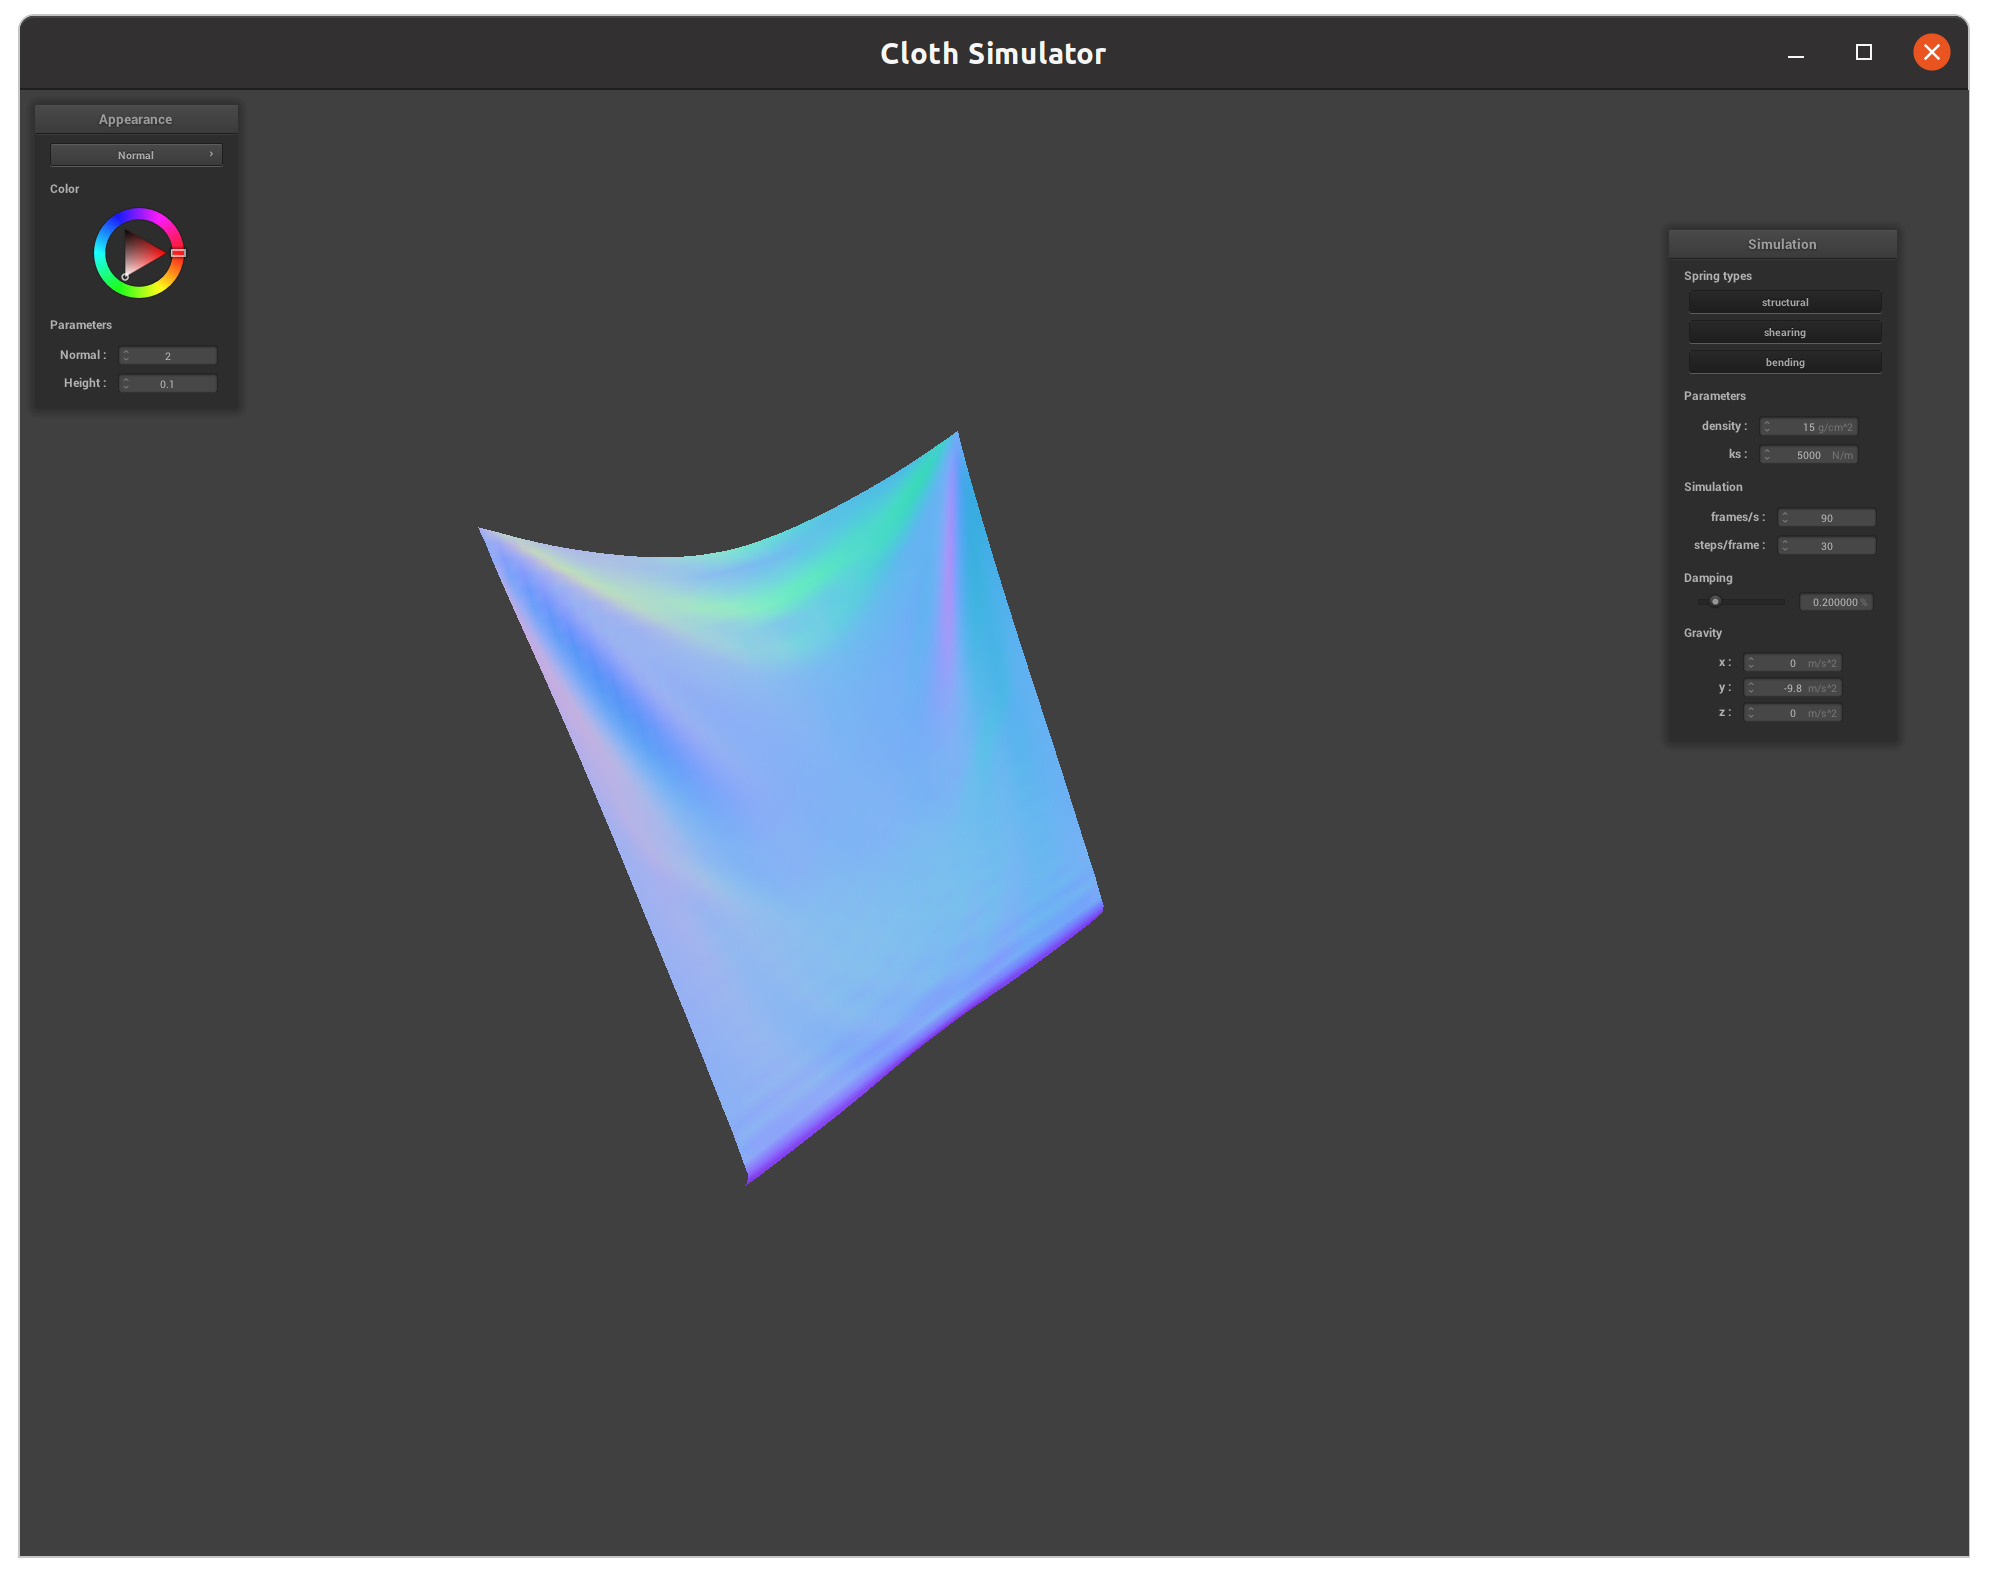 Cloth Simulator
Appearance
Normal
Color
Parameters
Normal : 2
Height : 0.1
Simulation
Spring types
structural
shearing
bending
Parameters
density : 15 g/cm^2
ks : 5000 N/m
Simulation
frames/s : 90
steps/frame : 30
Damping
0.200000 %
Gravity
x : 0 m/s^2
y : -9.8 m/s^2
z : 0 m/s^2